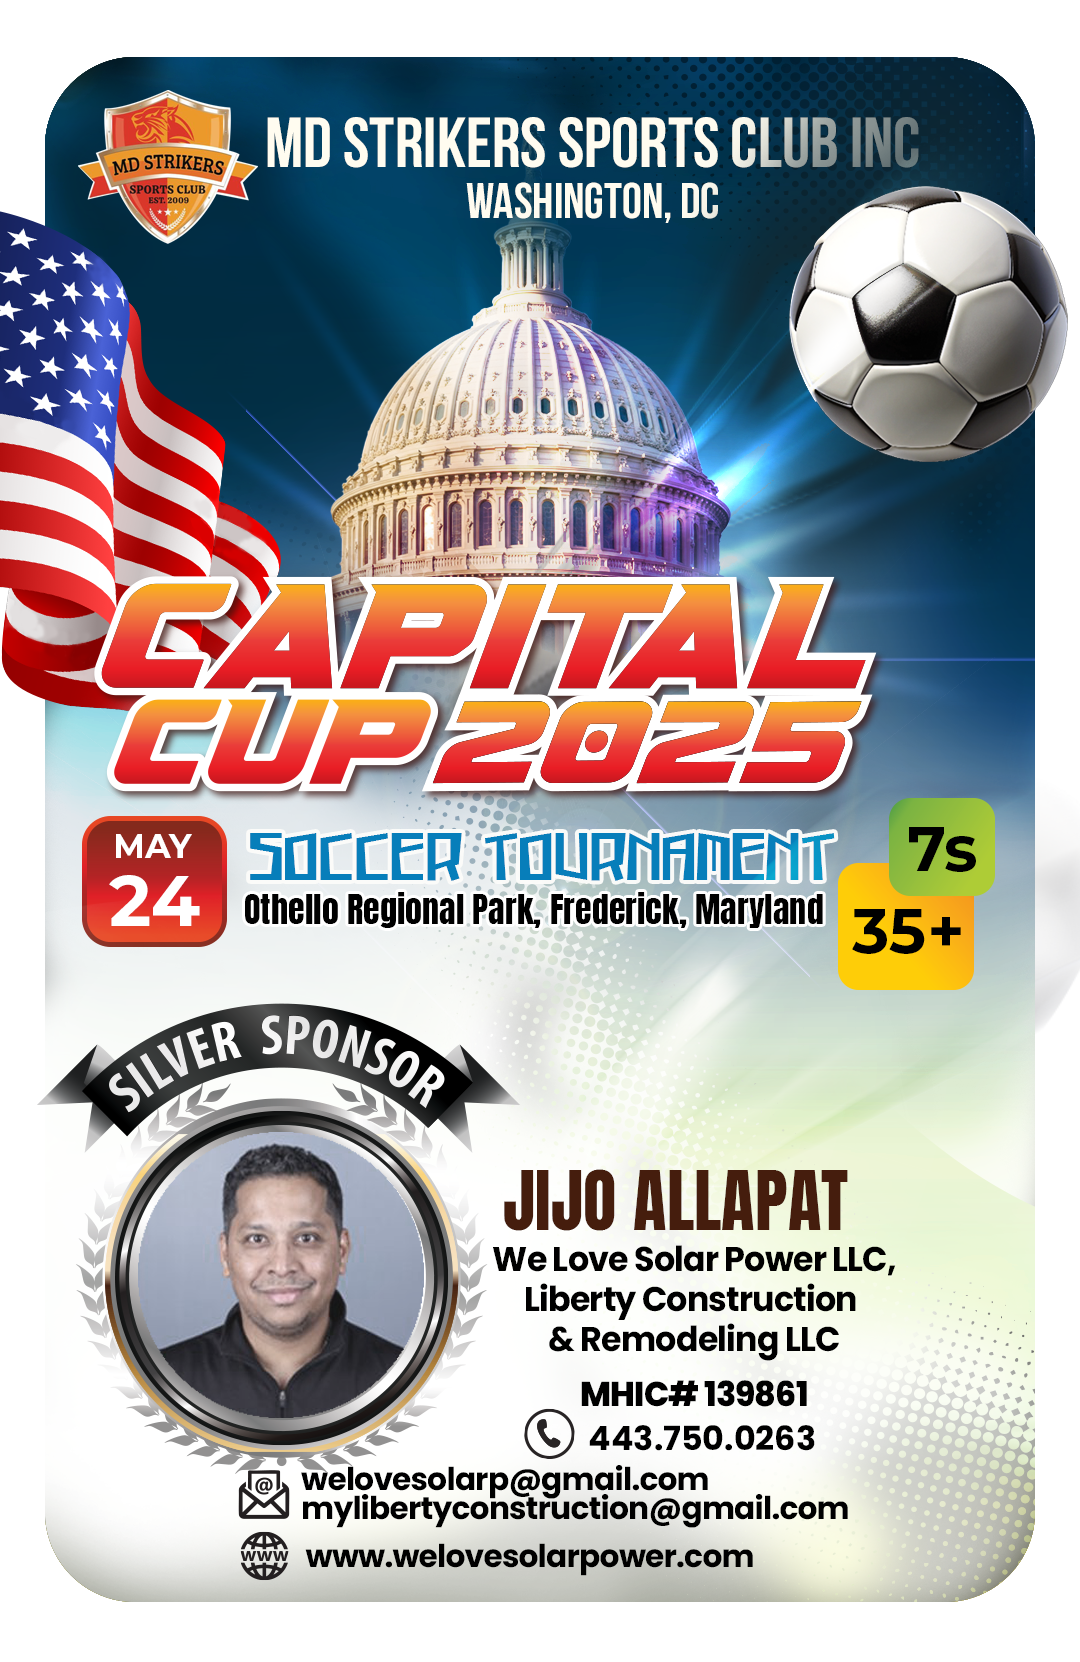 MD STRIKERS
SPORTS CLUB
EST. 2009
MD STRIKERS SPORTS CLUB INC
WASHINGTON, DC
CAPITAL
CUP 2025
MAY
24
SOCCER TOURNAMENT
Othello Regional Park, Frederick, Maryland
7s
35+
SILVER SPONSOR
JIJO ALLAPAT
We Love Solar Power LLC,
Liberty Construction
& Remodeling LLC
MHIC# 139861
443.750.0263
@
welovesolarp@gmail.com
mylibertyconstruction@gmail.com
www
www.welovesolarpower.com